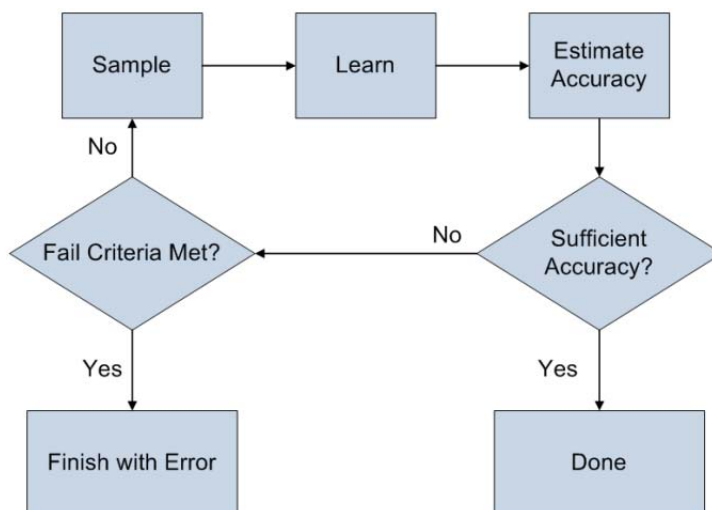 Sample
Learn
Estimate
Accuracy
No
Fail Criteria Met?
No
Sufficient
Accuracy?
Yes
Yes
Finish with Error
Done